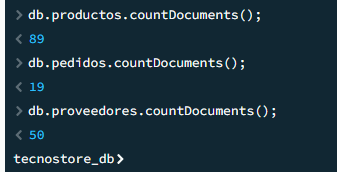 > db.productos.countDocuments();
< 89
> db.pedidos.countDocuments();
< 19
> db.proveedores.countDocuments();
< 50
tecnostore_db>